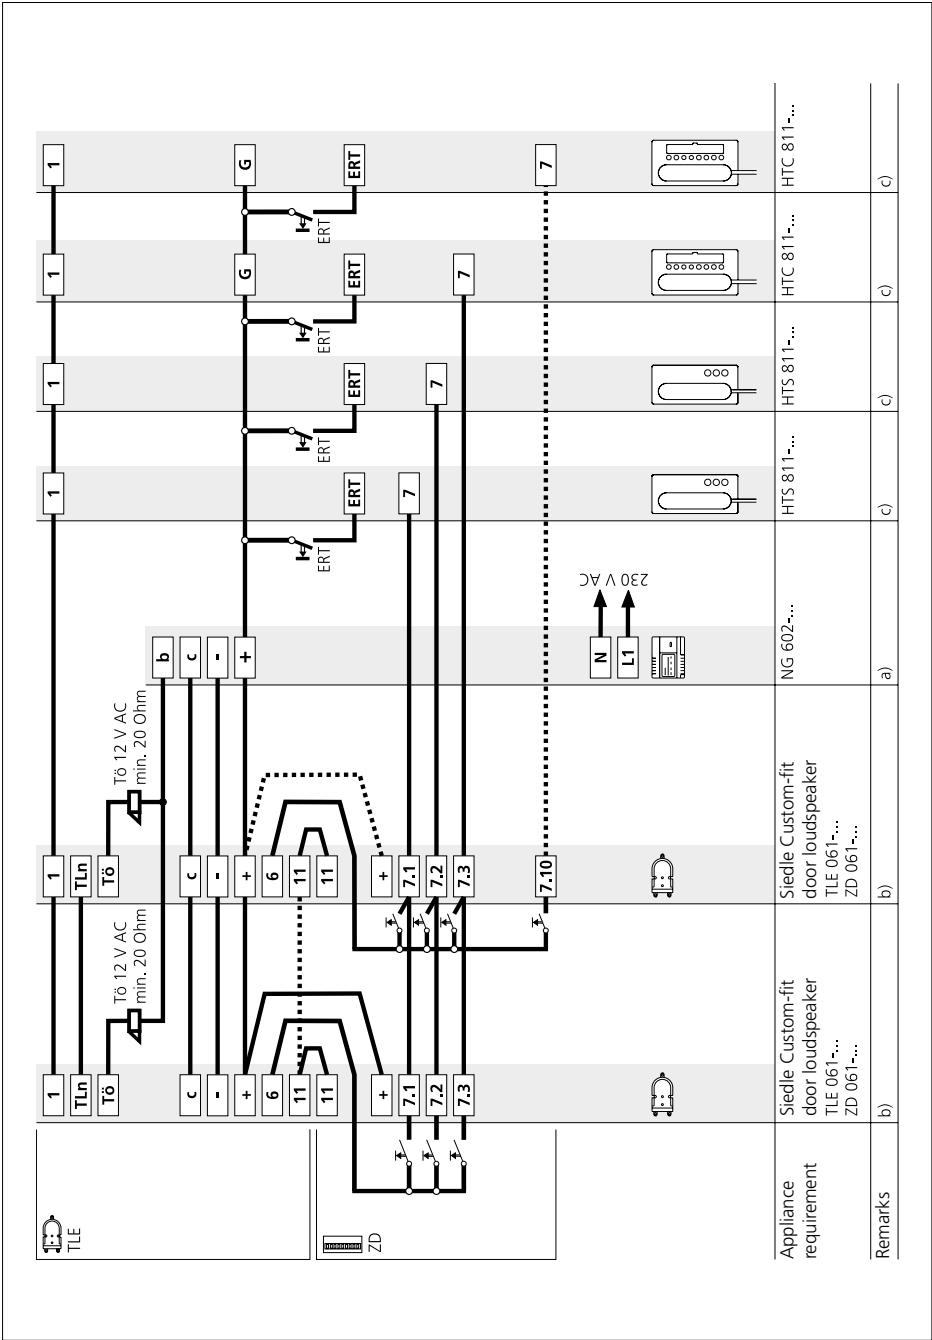 TLE
1
1
1
1
1
1
TLn
TLn
Tö
Tö 12 V AC
min. 20 Ohm
Tö
Tö 12 V AC
min. 20 Ohm
b
c
c
c
-
-
-
+
+
+
G
G
6
6
11
11
11
11
ERT
ERT
ERT
ERT
ERT
ERT
ERT
ERT
ZD
+
+
7.1
7.1
7
7.2
7.2
7
7.3
7.3
7
7.10
7
N
L1
230 V AC
Appliance
requirement
Siedle Custom-fit
door loudspeaker
TLE 061-...
ZD 061-...
Siedle Custom-fit
door loudspeaker
TLE 061-...
ZD 061-...
NG 602-...
HTS 811-...
HTS 811-...
HTC 811-...
HTC 811-...
Remarks
b)
b)
a)
c)
c)
c)
c)